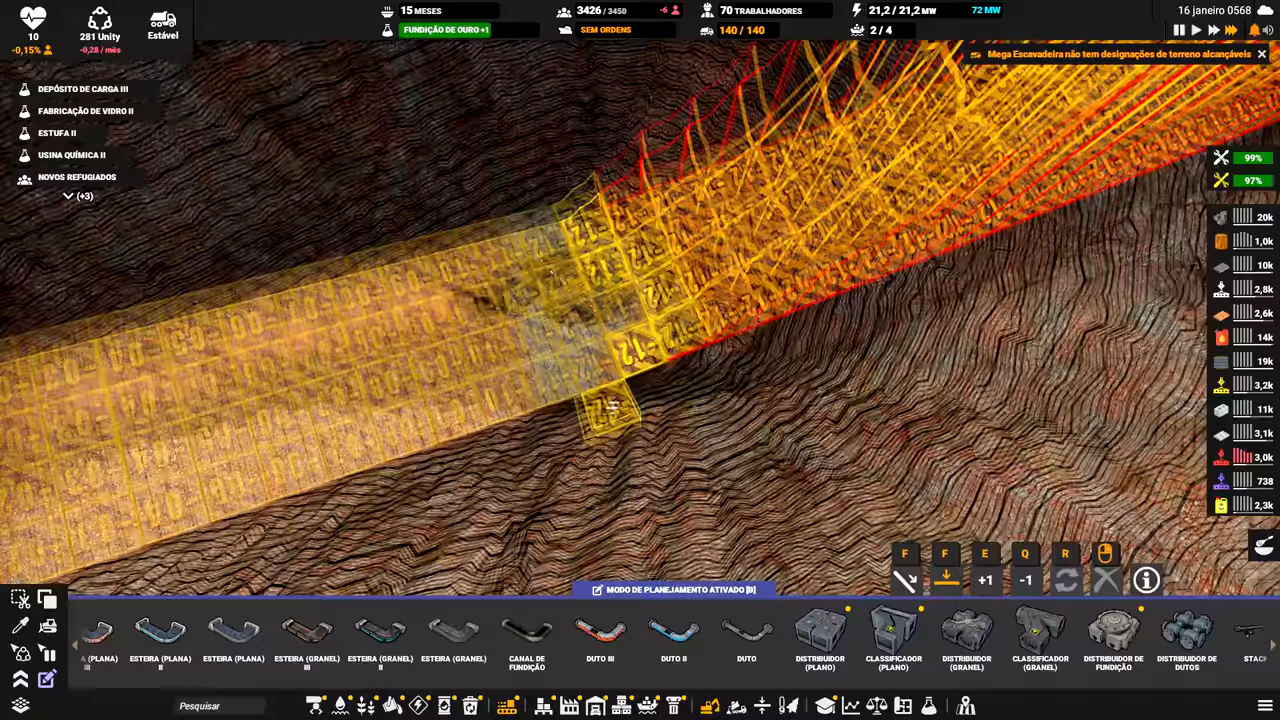 10
-0,15%
281 Unity
-0,28 / mês
Estável
15 MESES
FUNDIÇÃO DE OURO +1
3426 / 3450
-6
SEM ORDENS
70 TRABALHADORES
140 / 140
21,2 / 21,2 MW
72 MW
2 / 4
16 janeiro 0568
Mega Escavadeira não tem designações de terreno alcançáveis
DEPÓSITO DE CARGA III
FABRICAÇÃO DE VIDRO II
ESTUFA II
USINA QUÍMICA II
NOVOS REFUGIADOS
(+3)
99%
97%
20k
1,0k
10k
2,8k
2,6k
14k
19k
3,2k
11k
3,1k
3,0k
738
2,3k
-12
-12
-12
F
F
E
Q
R
+1
-1
MODO DE PLANEJAMENTO ATIVADO [B]
A (PLANA) III
ESTEIRA (PLANA) II
ESTEIRA (PLANA)
ESTEIRA (GRANEL) III
ESTEIRA (GRANEL) II
ESTEIRA (GRANEL)
CANAL DE FUNDIÇÃO
DUTO III
DUTO II
DUTO
DISTRIBUIDOR (PLANO)
CLASSIFICADOR (PLANO)
DISTRIBUIDOR (GRANEL)
CLASSIFICADOR (GRANEL)
DISTRIBUIDOR DE FUNDIÇÃO
DISTRIBUIDOR DE DUTOS
STAC
Pesquisar